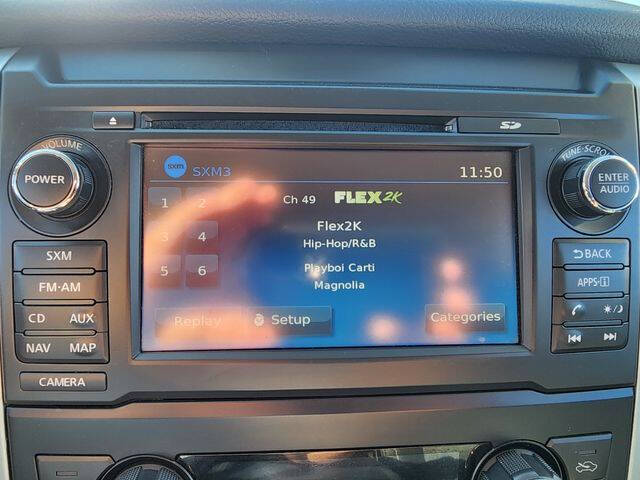 SD
VOLUME
POWER
TUNE·SCROLL
ENTER
AUDIO
sxm SXM3 11:50
1 2 Ch 49 FLEX2K
Flex2K
3 4 Hip-Hop/R&B
5 6 Playboi Carti
Magnolia
Replay Setup Categories
SXM
FM·AM
CD AUX
NAV MAP
CAMERA
BACK
APPS·i